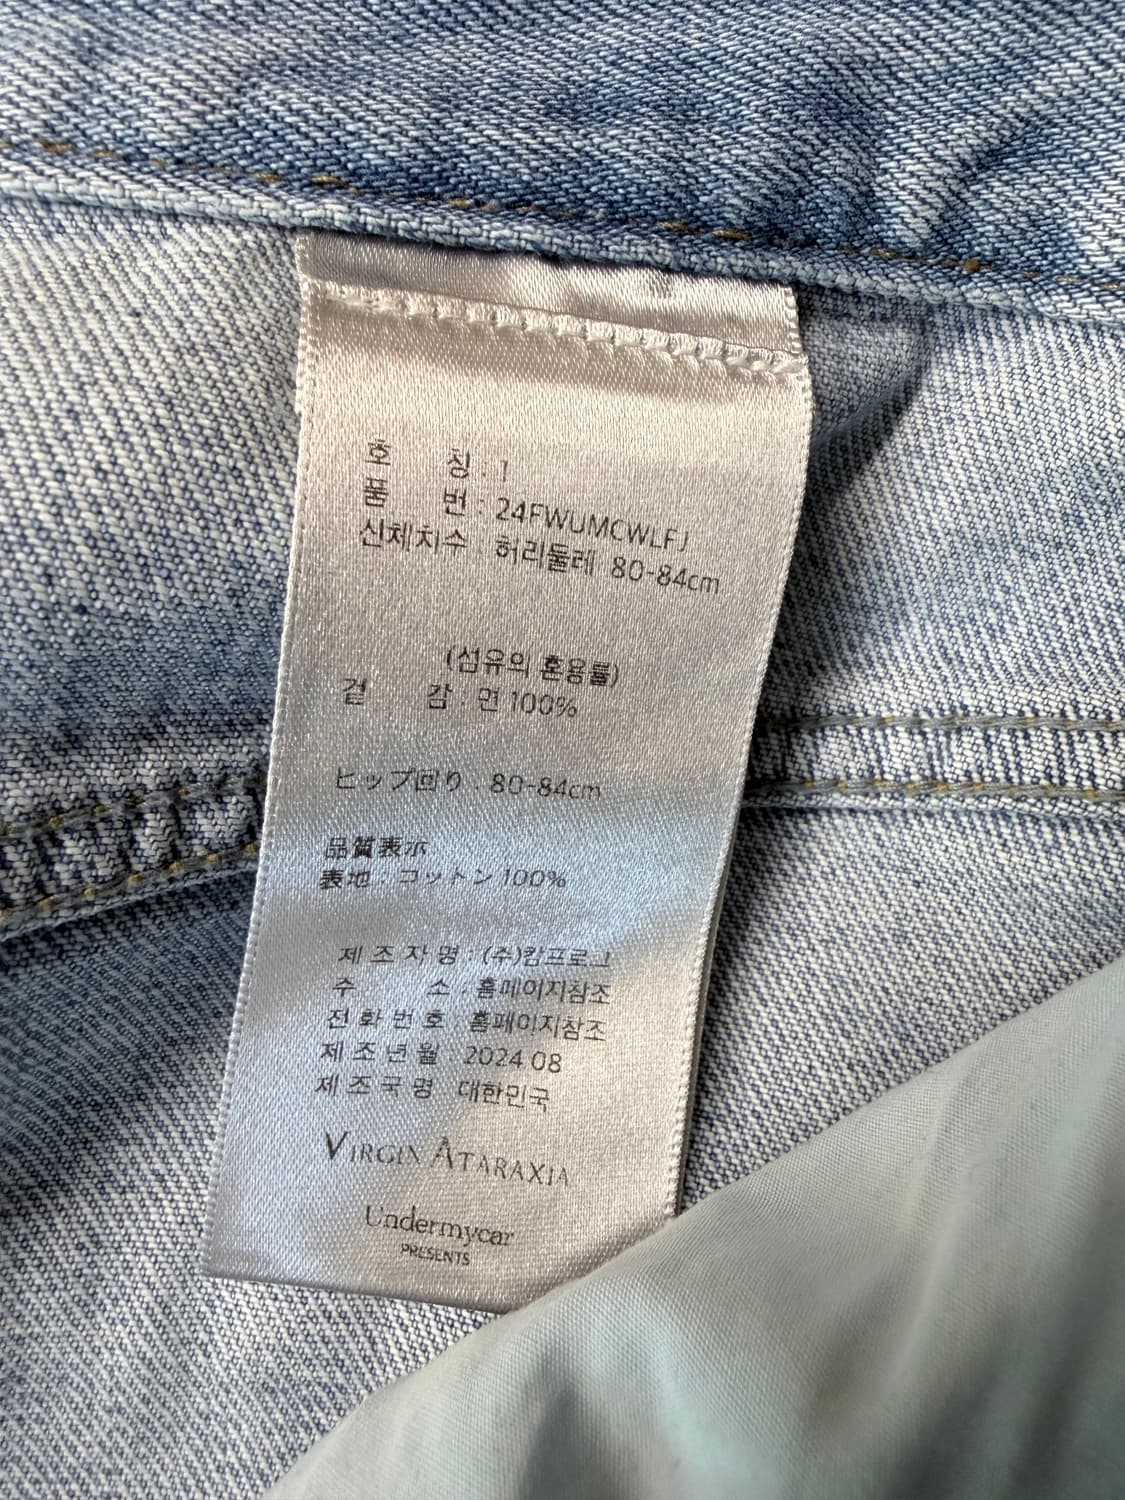 호 칭 : 1
품 번 : 24FWUMCWLFJ
신체치수 : 허리둘레 80-84cm
(섬유의 혼용률)
겉 감 : 면 100%
ヒップ回り : 80-84cm
品質表示
表地 : コットン 100%
제 조 자 명 : (주)캄프로그
주 소 : 홈페이지참조
전 화 번 호 : 홈페이지참조
제 조 년 월 : 2024.08
제 조 국 명 : 대한민국
VIRGIN ATARAXIA
Undermycar
PRESENTS